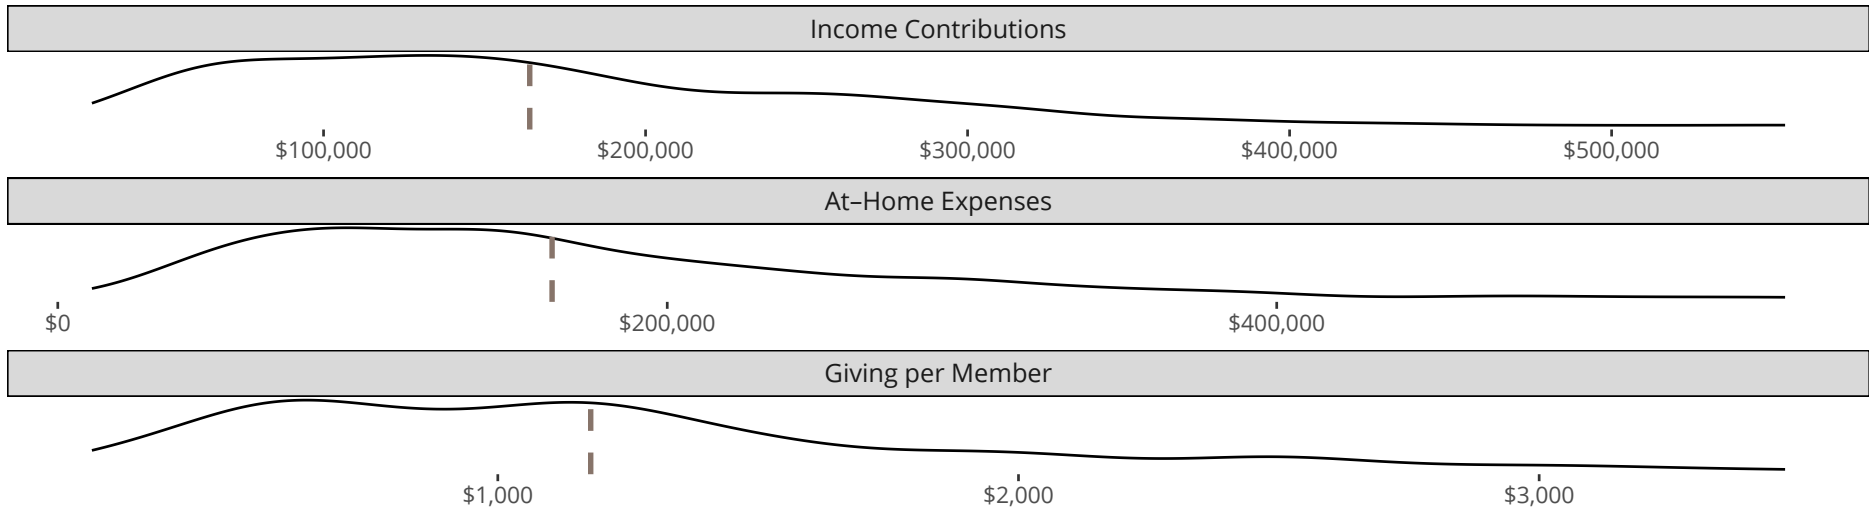 Income Contributions
$100,000 $200,000 $300,000 $400,000 $500,000
At–Home Expenses
$0 $200,000 $400,000
Giving per Member
$1,000 $2,000 $3,000